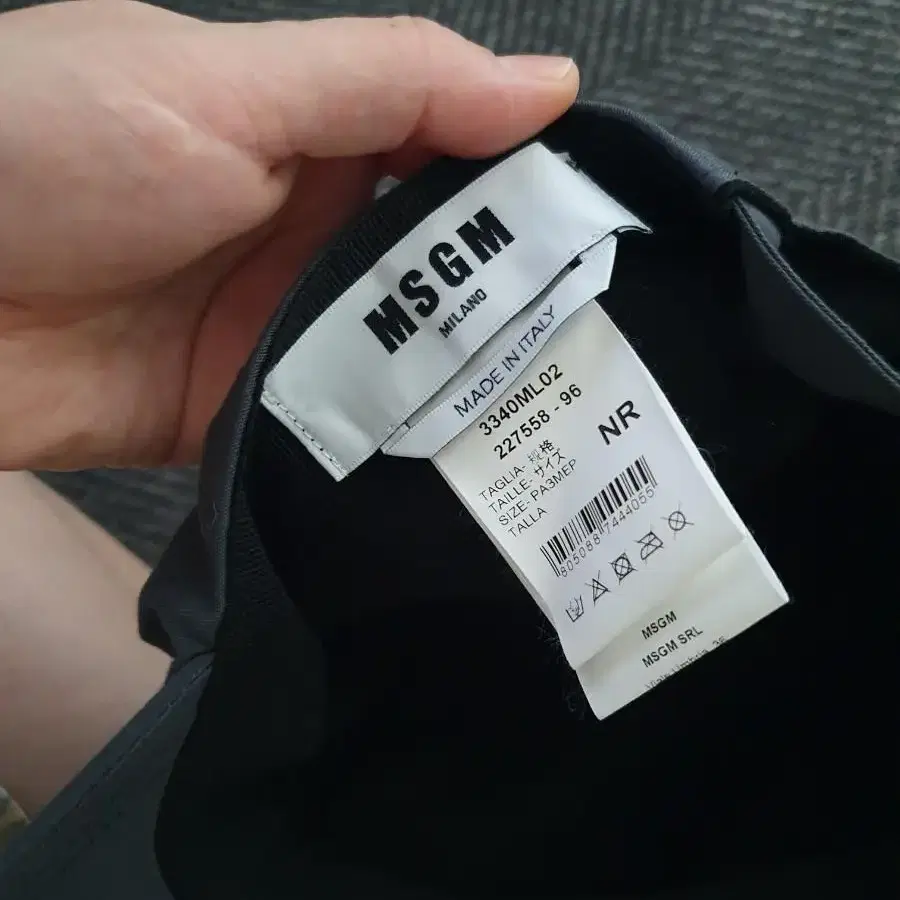 MSGM
MILANO
MADE IN ITALY
3340ML02
227558 - 96
NR
TAGLIA- 规格
TAILLE- サイズ
SIZE- PA3MEP
TALLA
MSGM
MSGM SRL